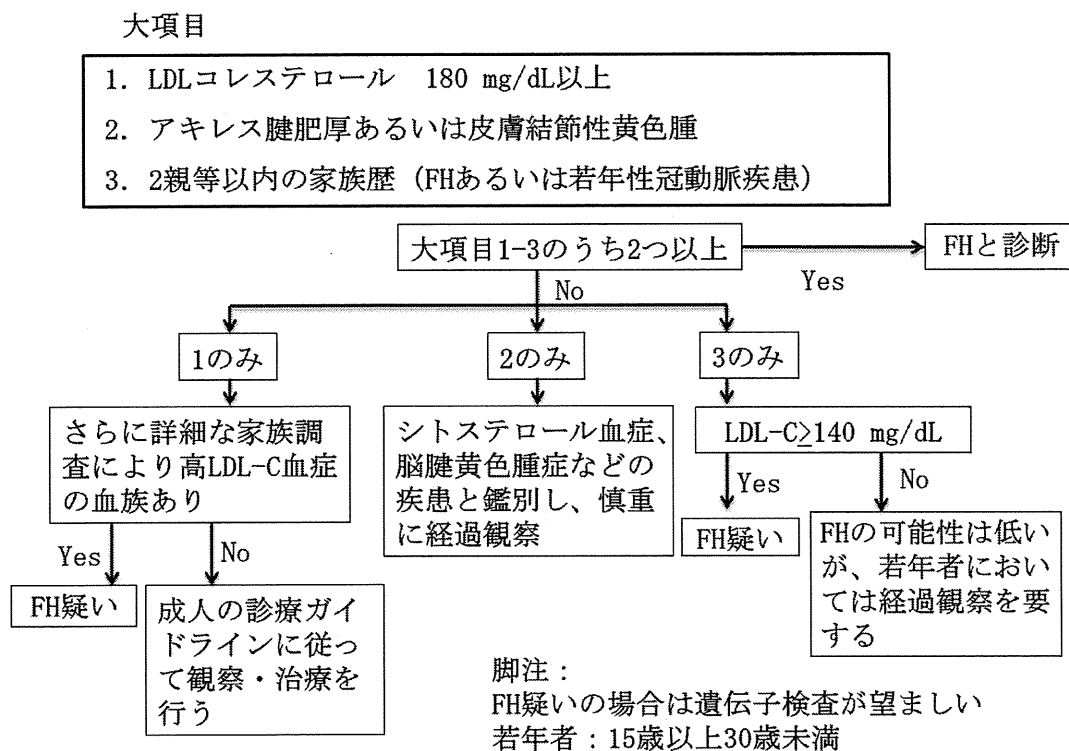 大項目
1. LDLコレステロール　180 mg/dL以上
2. アキレス腱肥厚あるいは皮膚結節性黄色腫
3. 2親等以内の家族歴（FHあるいは若年性冠動脈疾患）
大項目1-3のうち2つ以上
Yes
FHと診断
No
1のみ
2のみ
3のみ
さらに詳細な家族調
査により高LDL-C血症
の血族あり
シトステロール血症、
脳腱黄色腫症などの
疾患と鑑別し、慎重
に経過観察
LDL-C≥140 mg/dL
Yes
No
Yes
No
FH疑い
成人の診療ガイ
ドラインに従っ
て観察・治療を
行う
FH疑い
FHの可能性は低い
が、若年者におい
ては経過観察を要
する
脚注：
FH疑いの場合は遺伝子検査が望ましい
若年者：15歳以上30歳未満